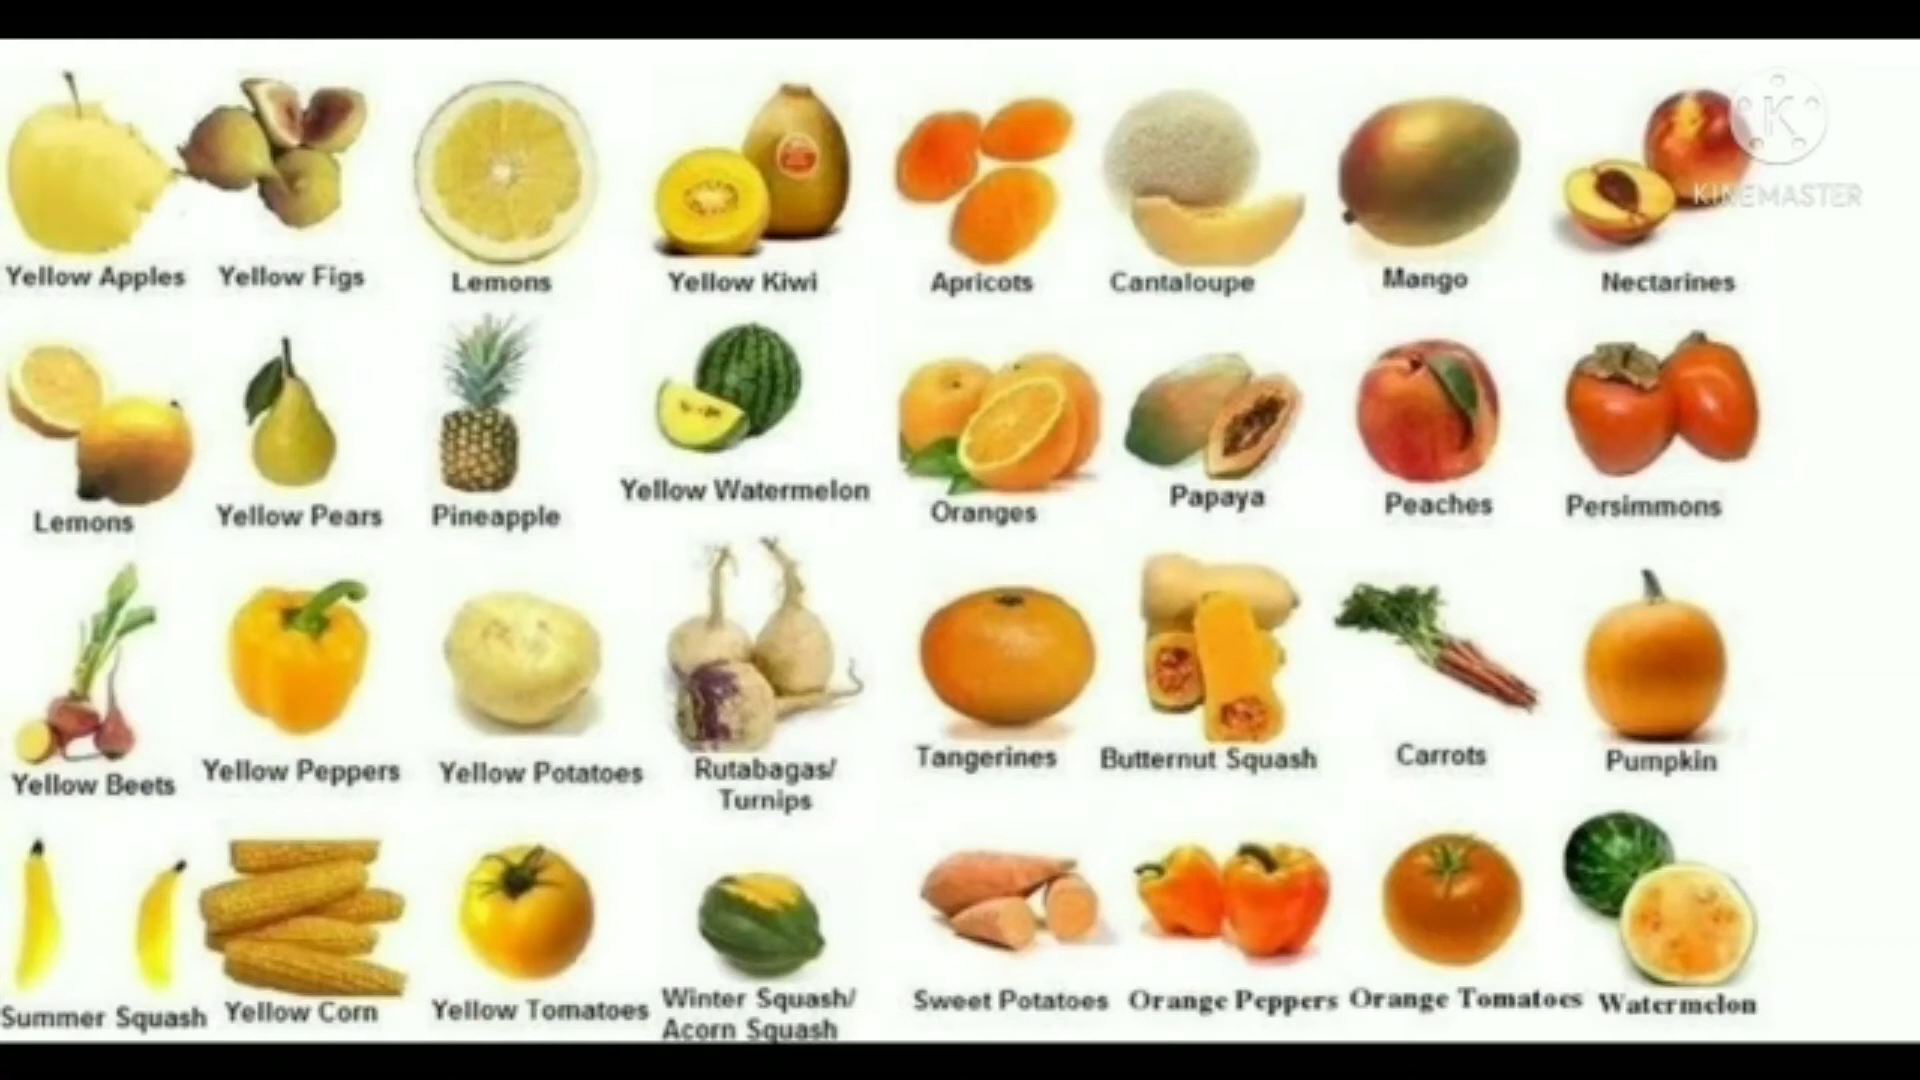 K
KINEMASTER
Yellow Apples
Yellow Figs
Lemons
Yellow Kiwi
Apricots
Cantaloupe
Mango
Nectarines
Lemons
Yellow Pears
Pineapple
Yellow Watermelon
Oranges
Papaya
Peaches
Persimmons
Yellow Beets
Yellow Peppers
Yellow Potatoes
Rutabagas/
Turnips
Tangerines
Butternut Squash
Carrots
Pumpkin
Summer Squash
Yellow Corn
Yellow Tomatoes
Winter Squash/
Acorn Squash
Sweet Potatoes
Orange Peppers
Orange Tomatoes
Watermelon